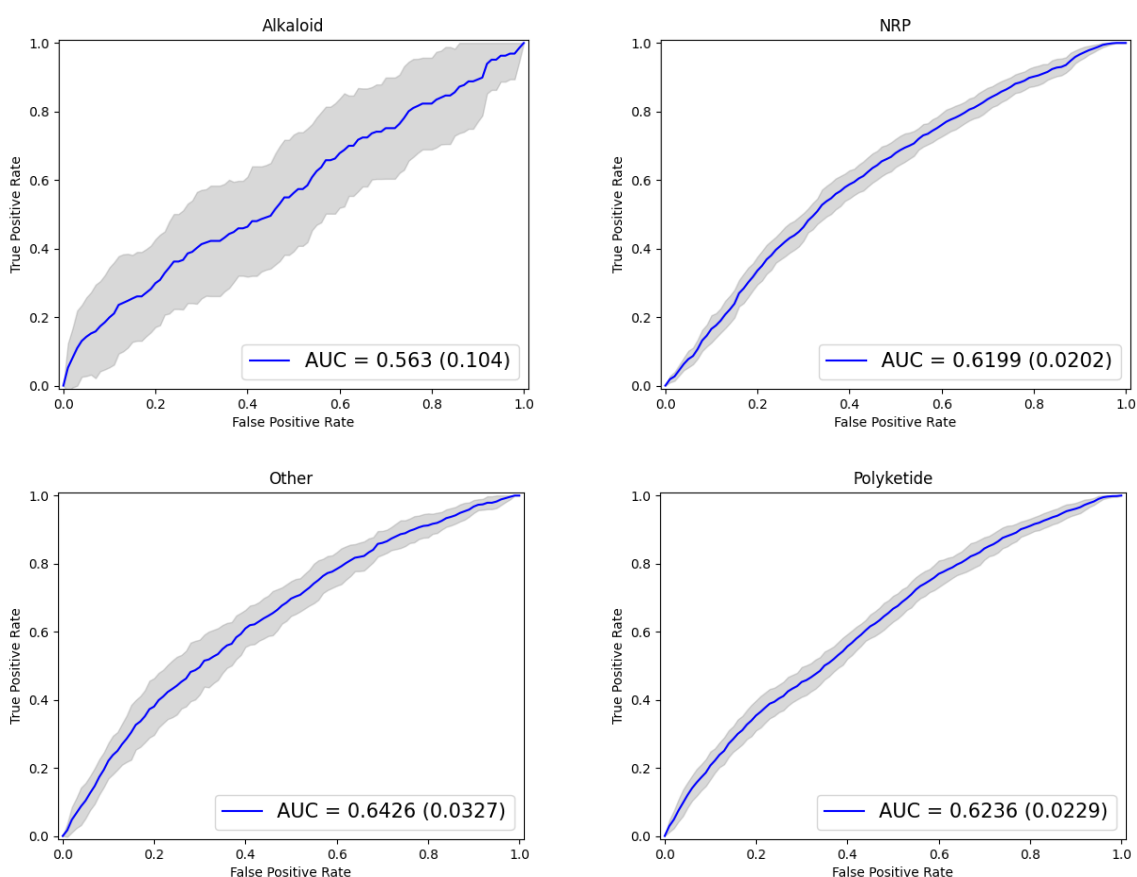 Alkaloid
1.0
0.8
0.6
0.4
0.2
0.0
True Positive Rate
AUC = 0.563 (0.104)
0.0 0.2 0.4 0.6 0.8 1.0
False Positive Rate
NRP
1.0
0.8
0.6
0.4
0.2
0.0
True Positive Rate
AUC = 0.6199 (0.0202)
0.0 0.2 0.4 0.6 0.8 1.0
False Positive Rate
Other
1.0
0.8
0.6
0.4
0.2
0.0
True Positive Rate
AUC = 0.6426 (0.0327)
0.0 0.2 0.4 0.6 0.8 1.0
False Positive Rate
Polyketide
1.0
0.8
0.6
0.4
0.2
0.0
True Positive Rate
AUC = 0.6236 (0.0229)
0.0 0.2 0.4 0.6 0.8 1.0
False Positive Rate